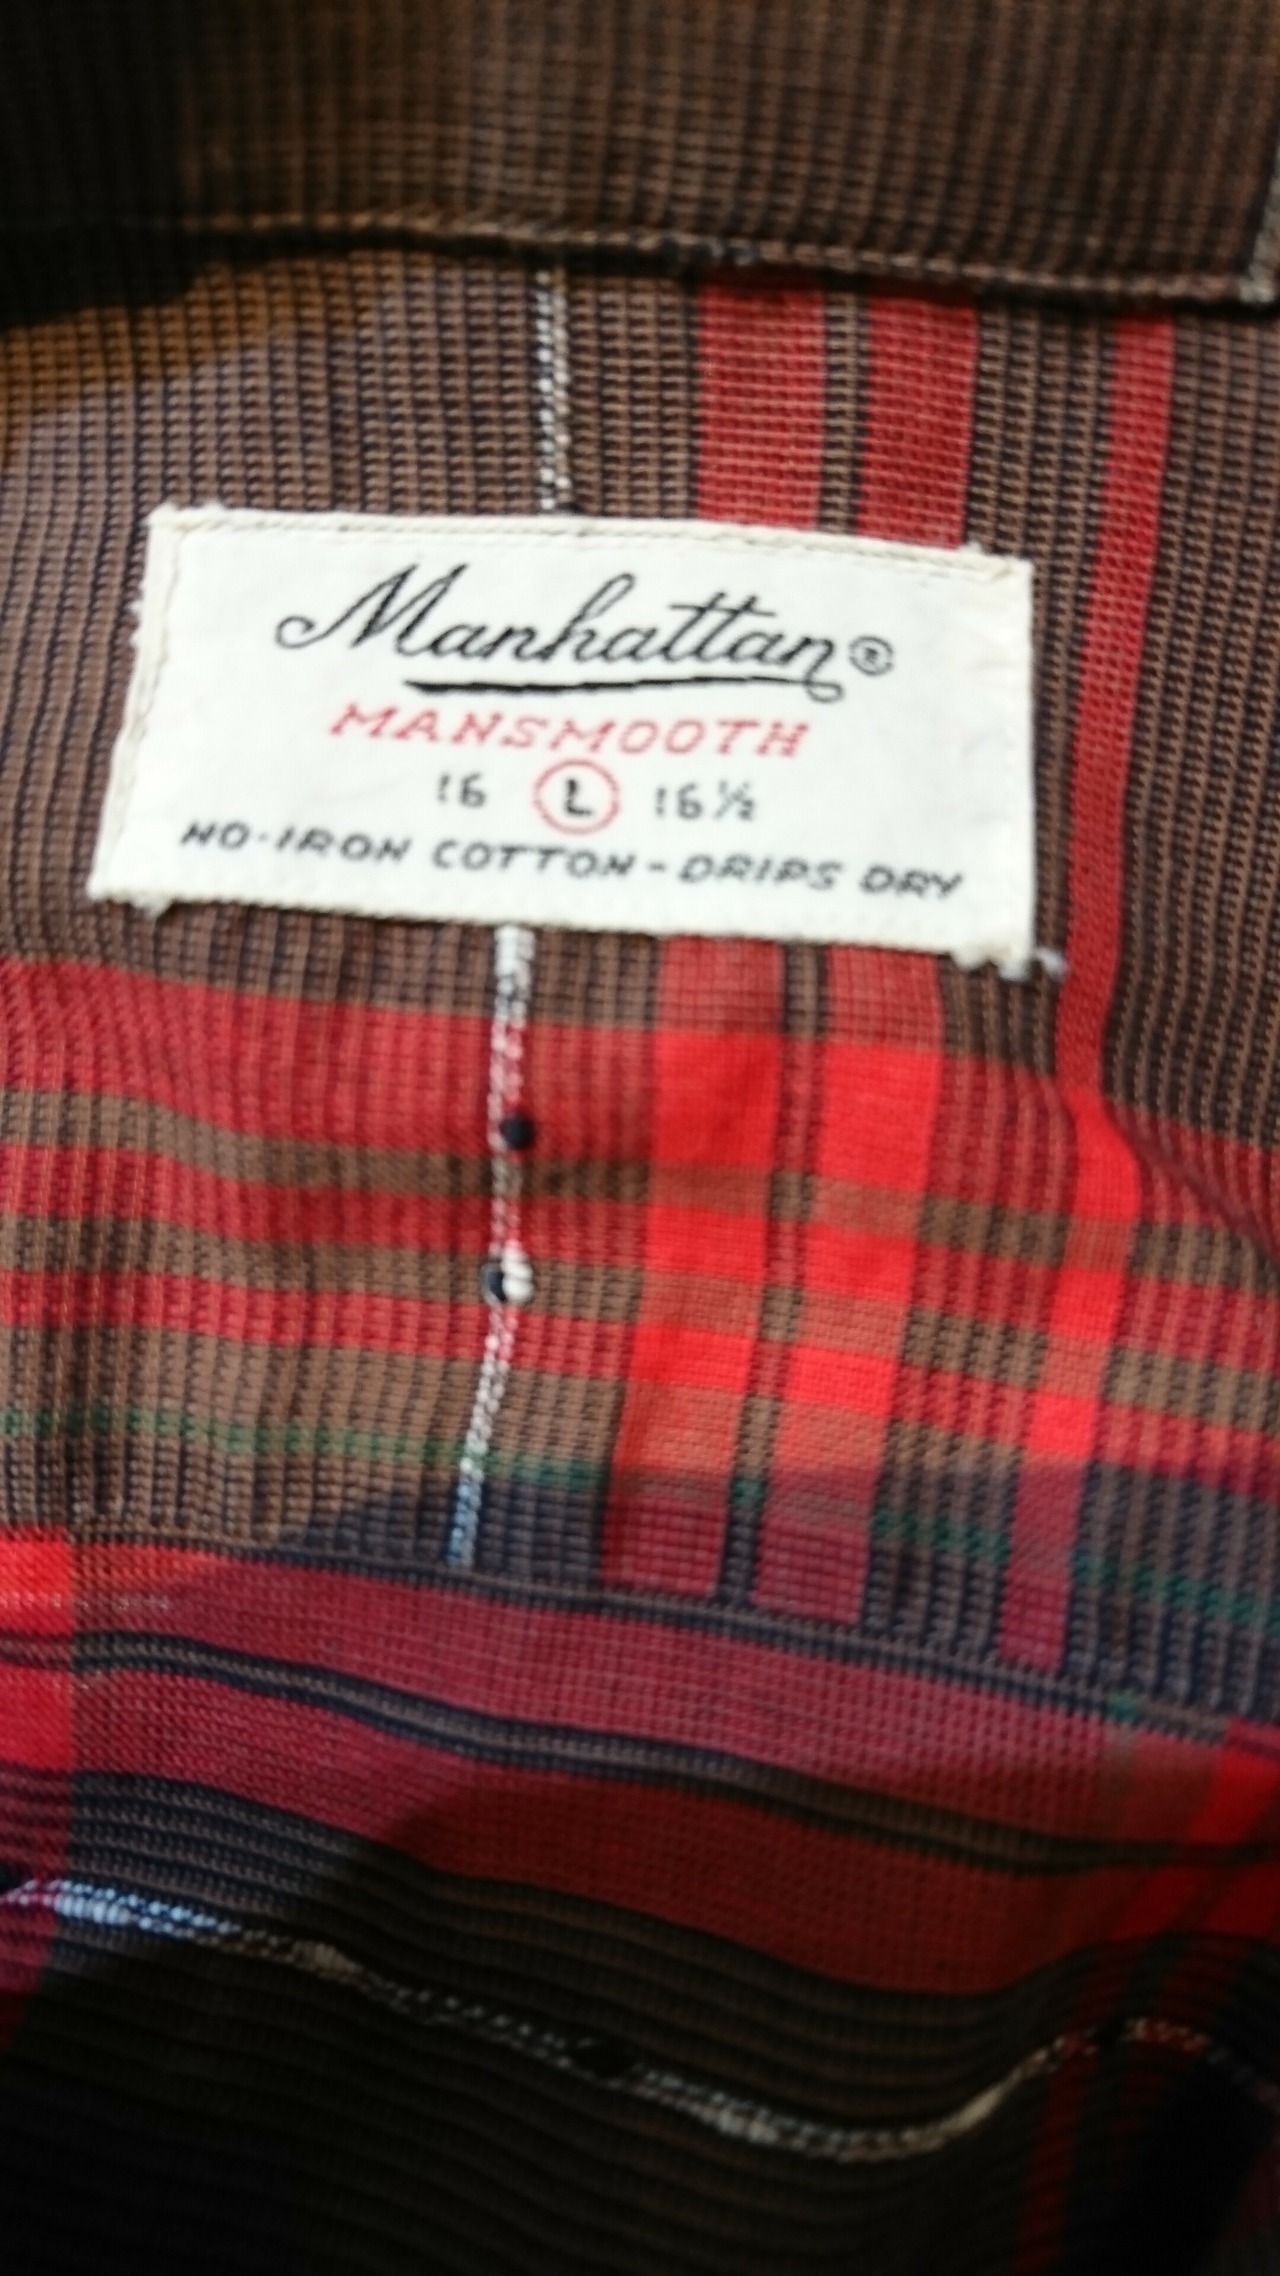 Manhattan®
MANSMOOTH
16 L 16½
NO-IRON COTTON-DRIPS DRY